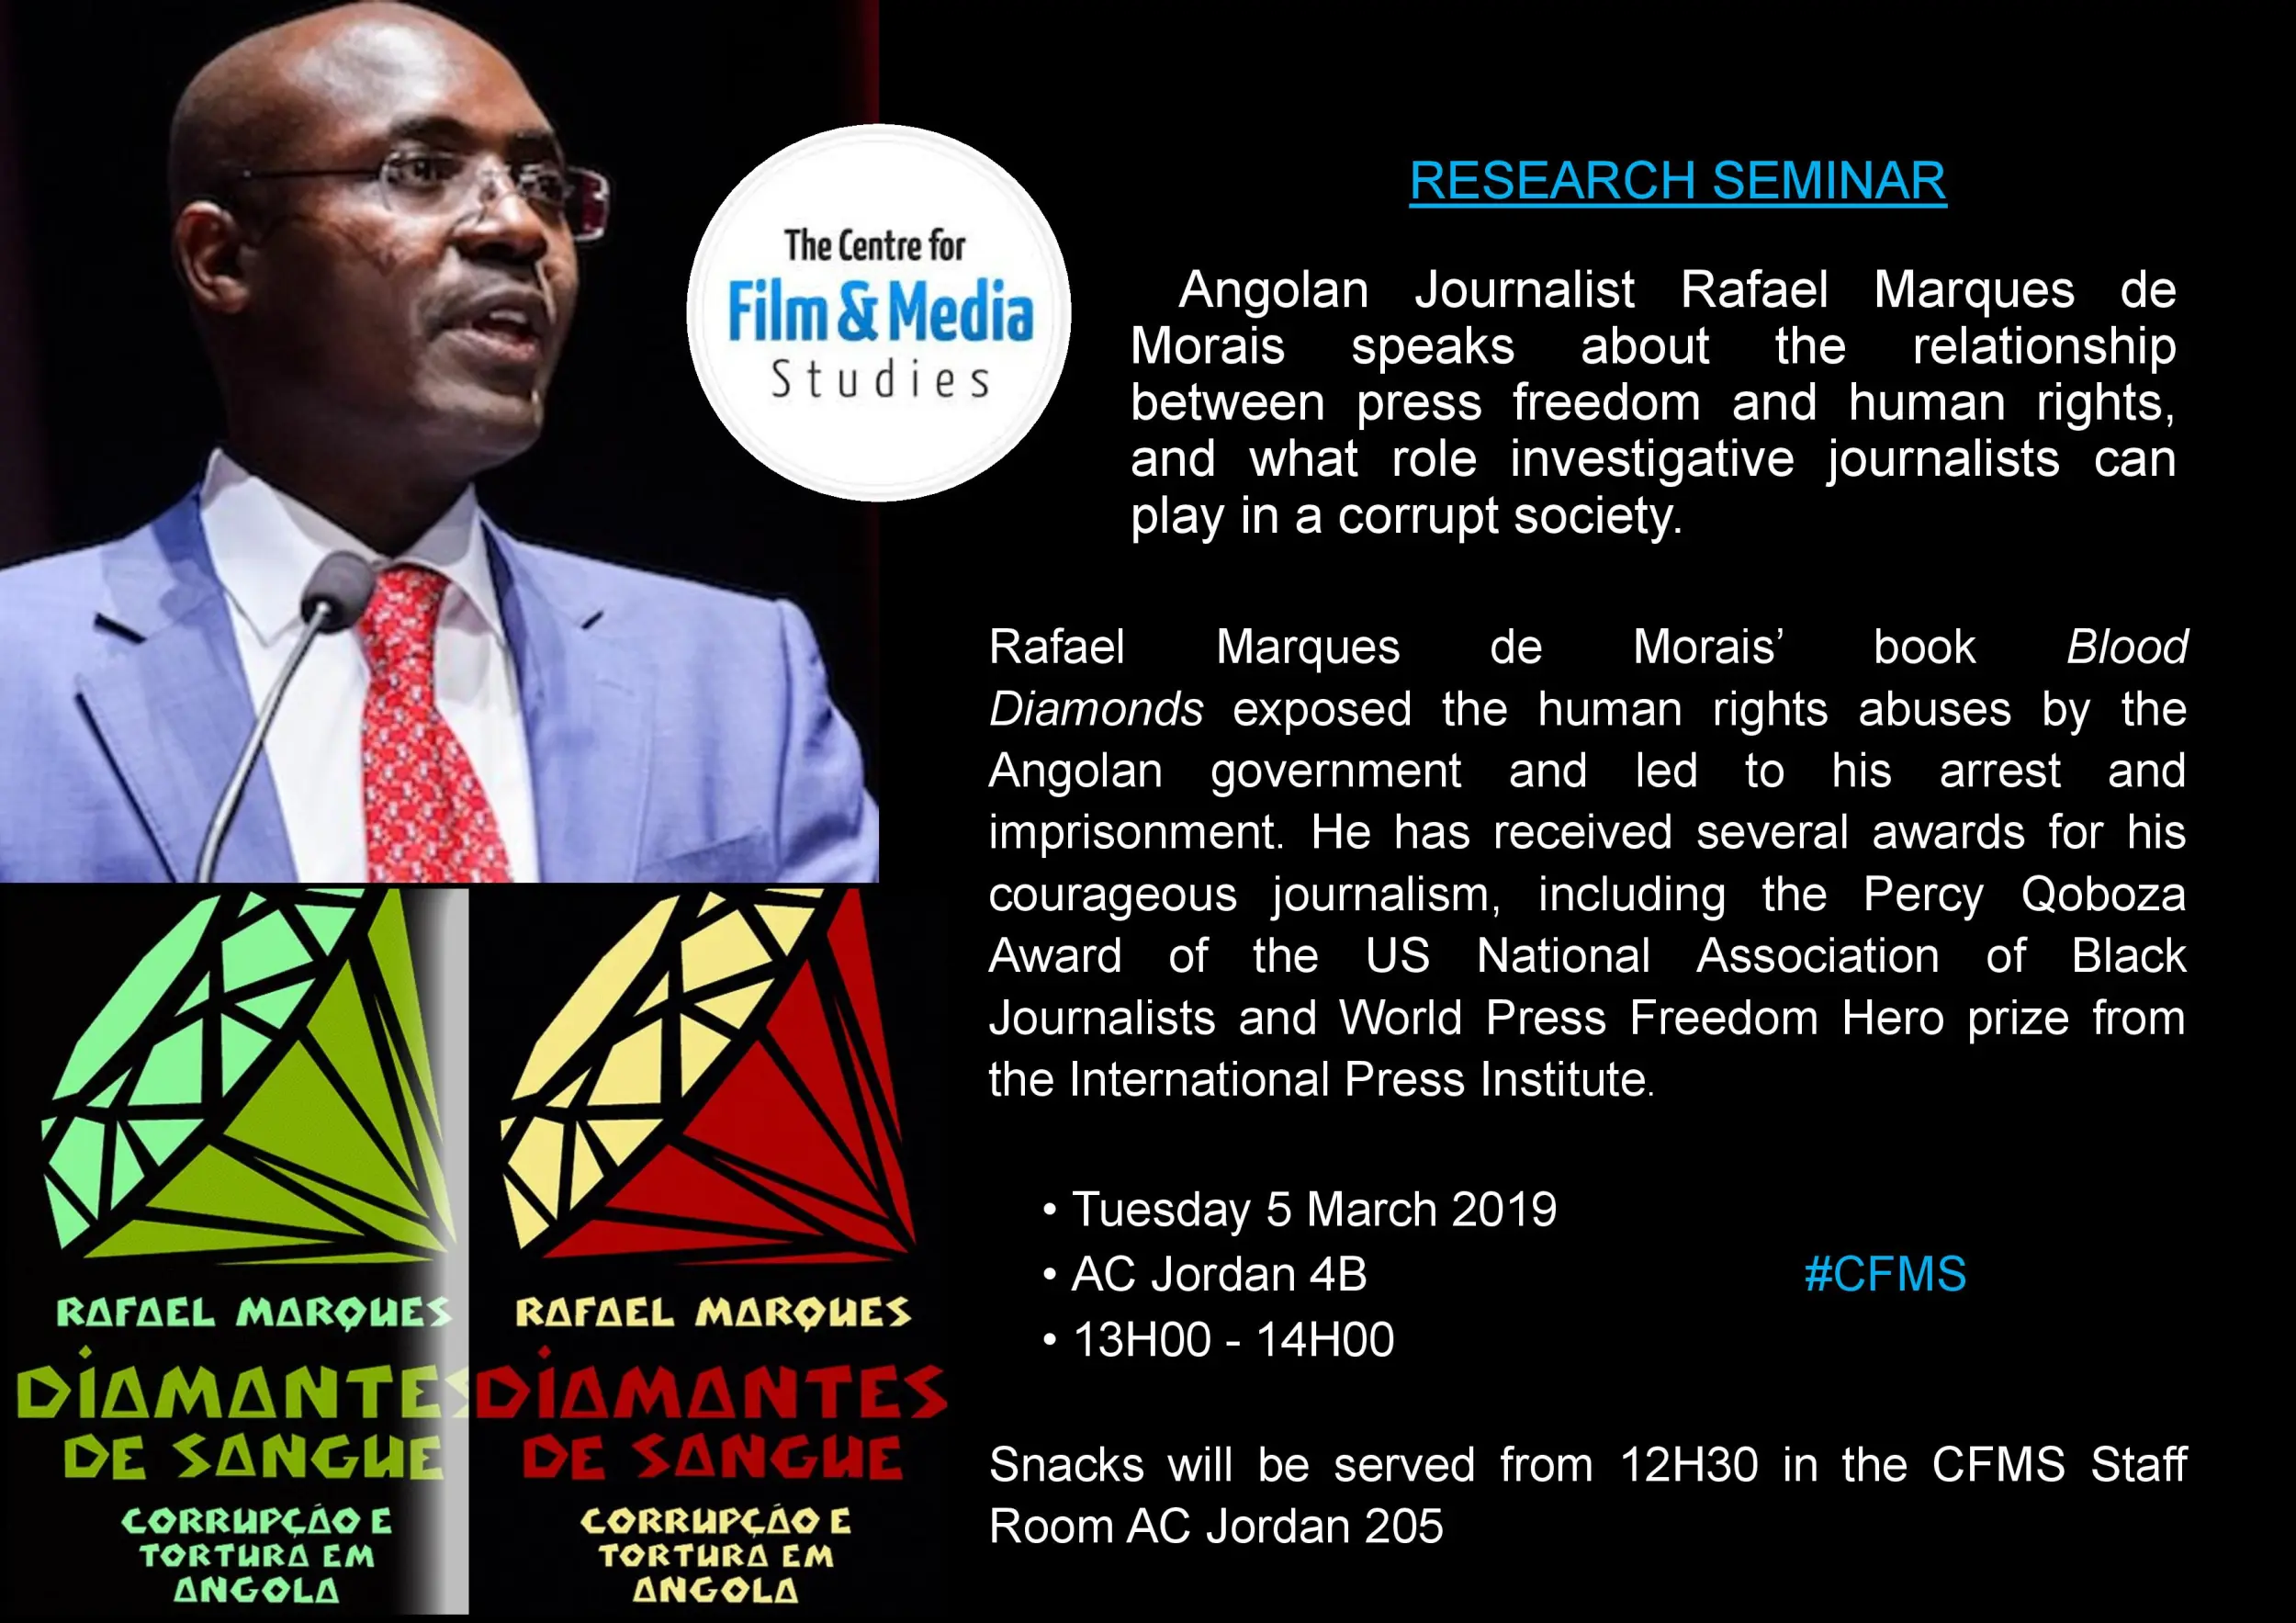 The Centre for
Film & Media
Studies
RESEARCH SEMINAR
Angolan Journalist Rafael Marques de
Morais speaks about the relationship
between press freedom and human rights,
and what role investigative journalists can
play in a corrupt society.
Rafael Marques de Morais’ book Blood
Diamonds exposed the human rights abuses by the
Angolan government and led to his arrest and
imprisonment. He has received several awards for his
courageous journalism, including the Percy Qoboza
Award of the US National Association of Black
Journalists and World Press Freedom Hero prize from
the International Press Institute.
• Tuesday 5 March 2019
• AC Jordan 4B
#CFMS
• 13H00 - 14H00
Snacks will be served from 12H30 in the CFMS Staff
Room AC Jordan 205
RAFAEL MARQUES
DIAMANTES
DE SANGUE
CORRUPÇÃO E
TORTURA EM
ANGOLA
RAFAEL MARQUES
DIAMANTES
DE SANGUE
CORRUPÇÃO E
TORTURA EM
ANGOLA